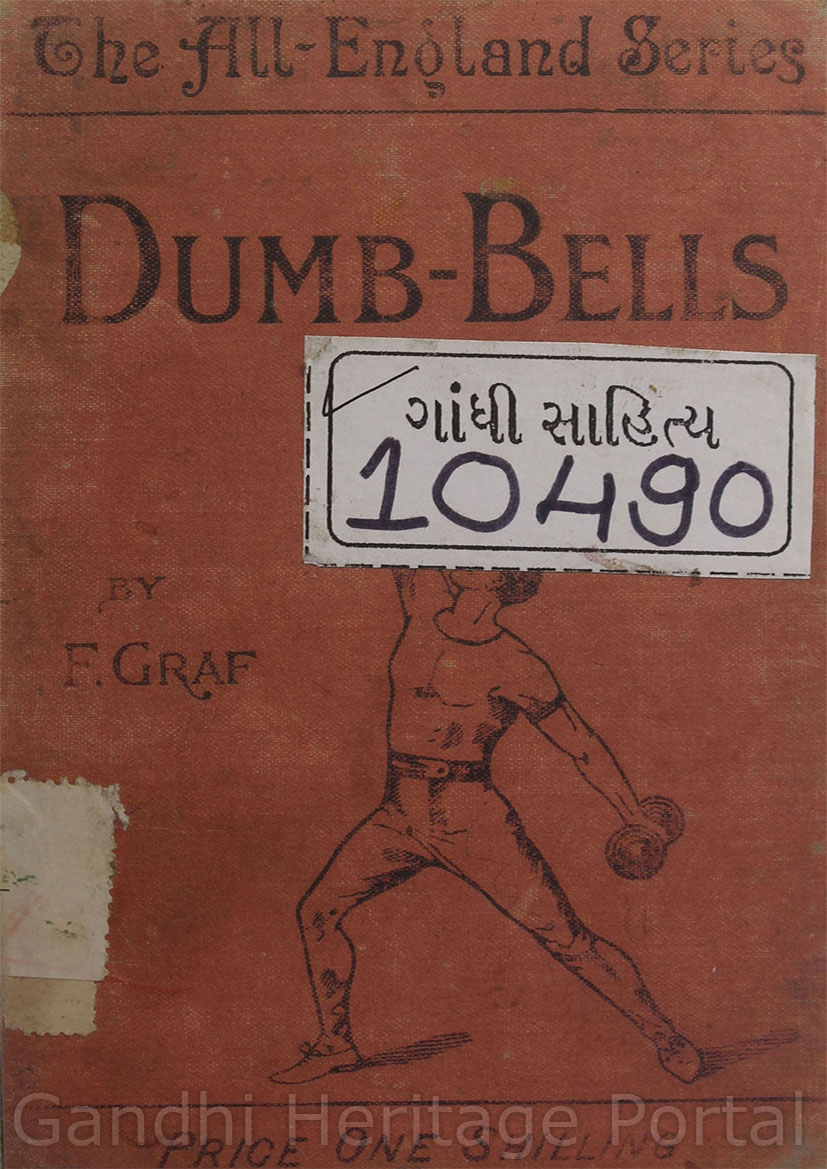 The All-England Series
DUMB-BELLS
ગાંધી સાહિત્ય
10490
BY
F. GRAF
Gandhi Heritage Portal
PRICE ONE SHILLING